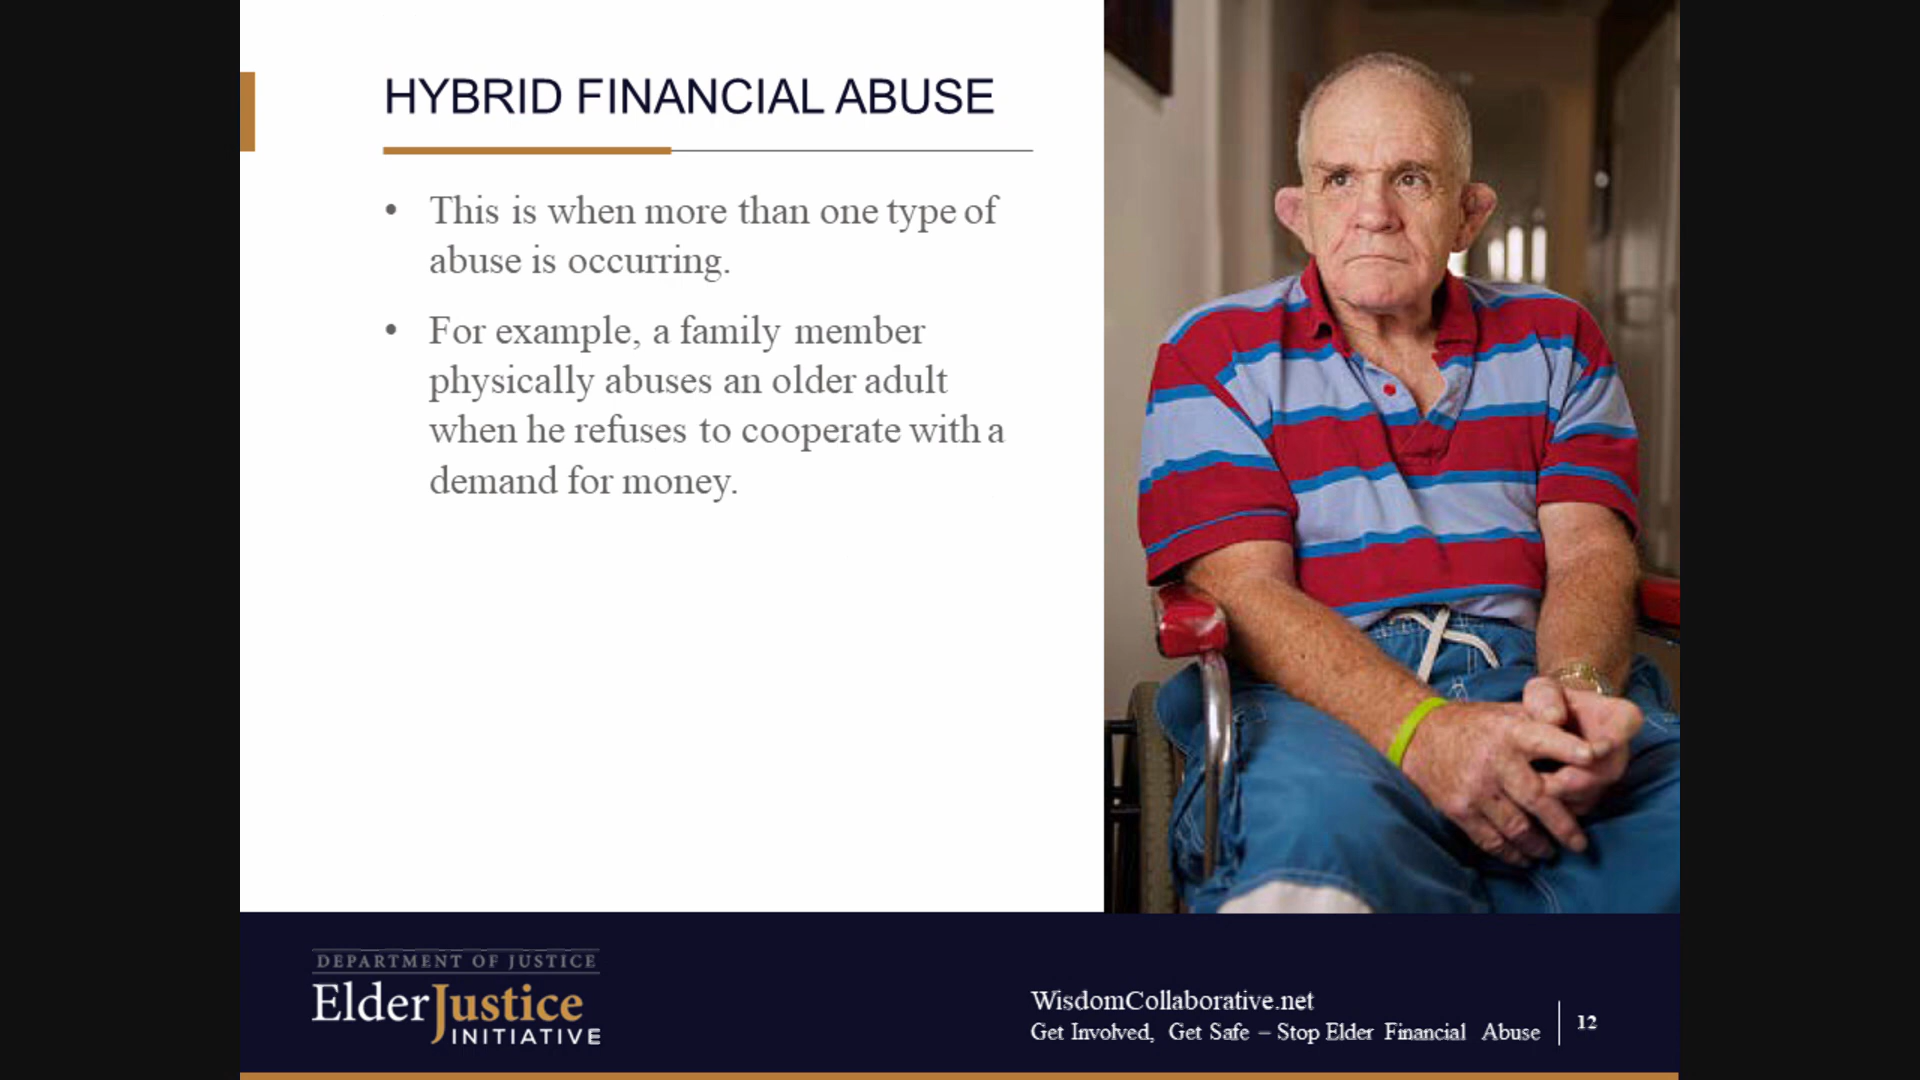 HYBRID FINANCIAL ABUSE
• This is when more than one type of
abuse is occurring.
• For example, a family member
physically abuses an older adult
when he refuses to cooperate with a
demand for money.
DEPARTMENT OF JUSTICE
Elder Justice
INITIATIVE
WisdomCollaborative.net
Get Involved, Get Safe – Stop Elder Financial Abuse
12